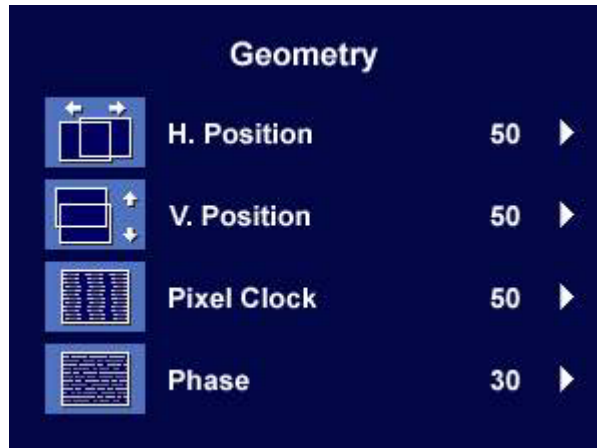 Geometry
H. Position 50
V. Position 50
Pixel Clock 50
Phase 30